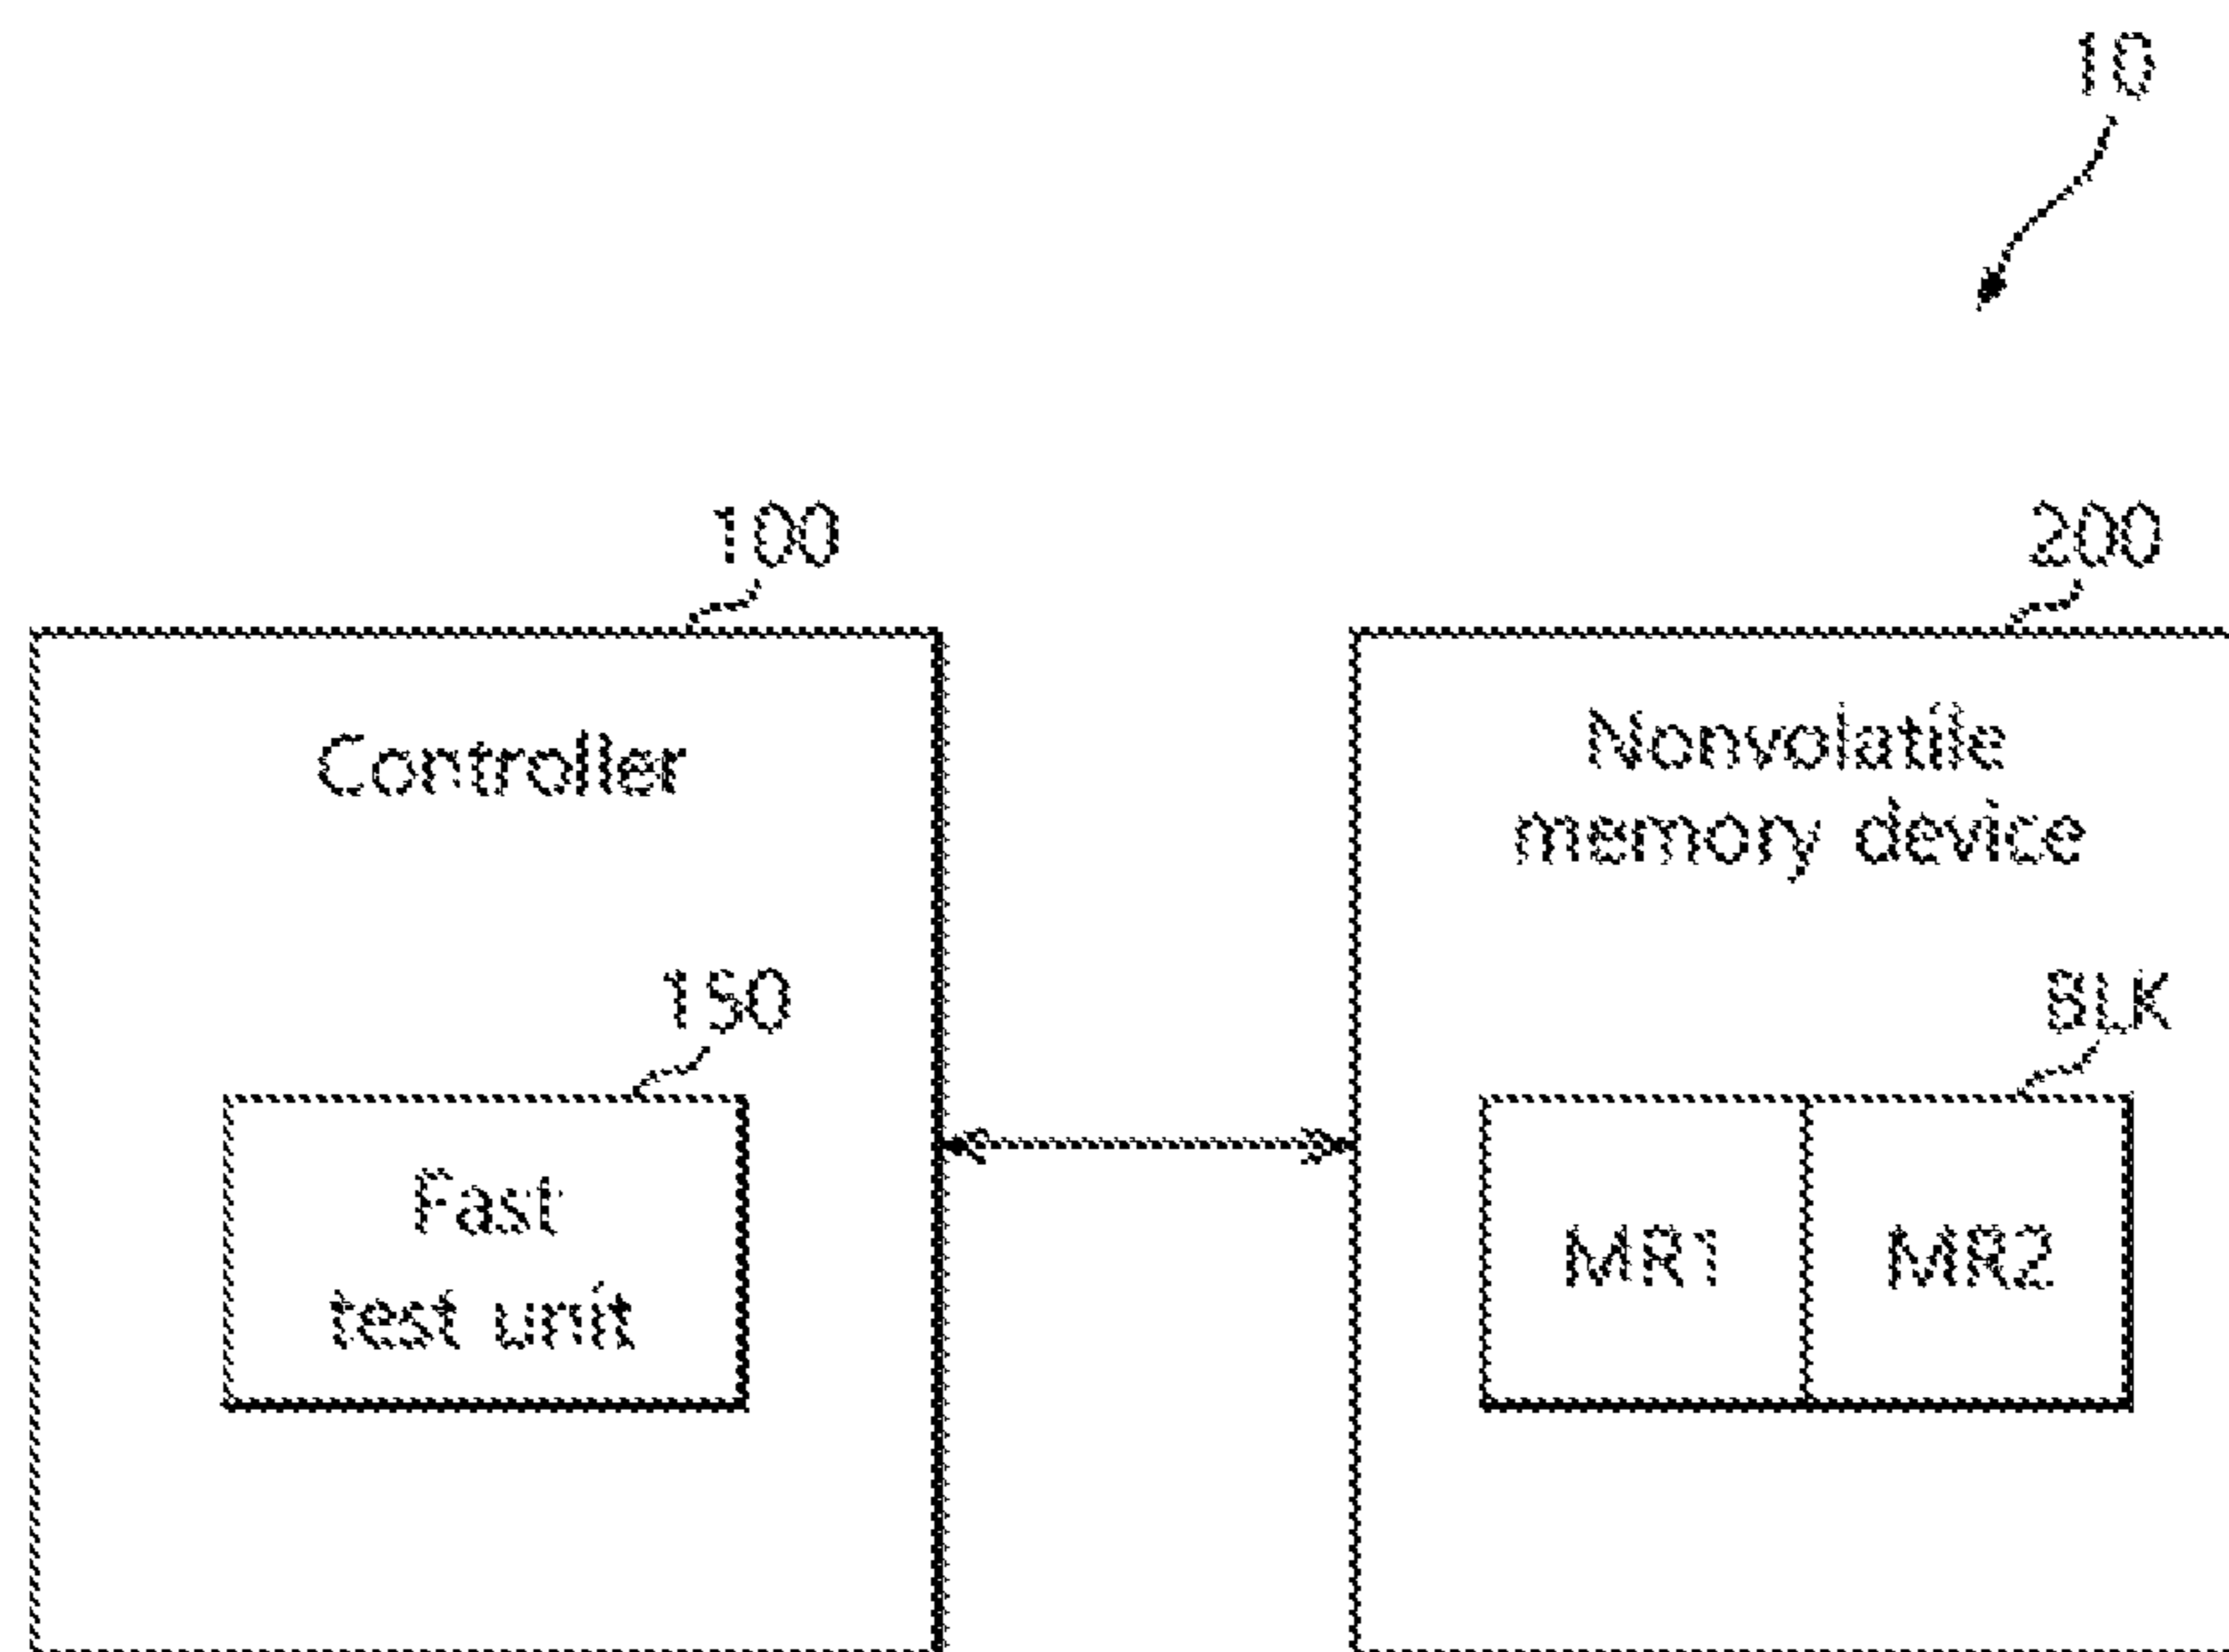 10
100
200
Controller
Nonvolatile
memory device
150
BLK
Fast
test unit
MR1
MR2